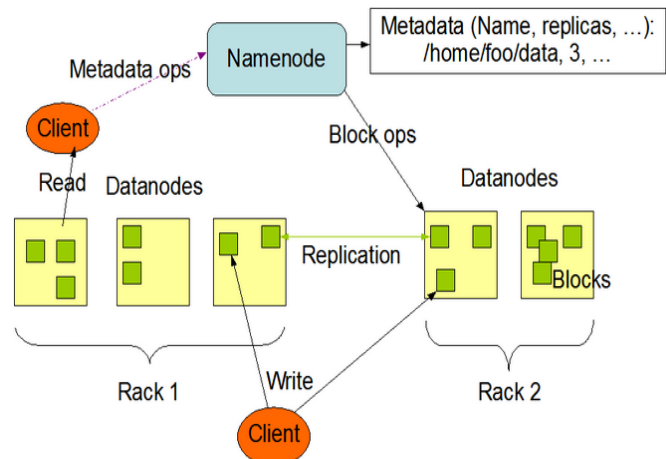 Metadata (Name, replicas, …):
/home/foo/data, 3, …
Namenode
Metadata ops
Client
Block ops
Read
Datanodes
Datanodes
Replication
Blocks
Rack 1
Write
Rack 2
Client